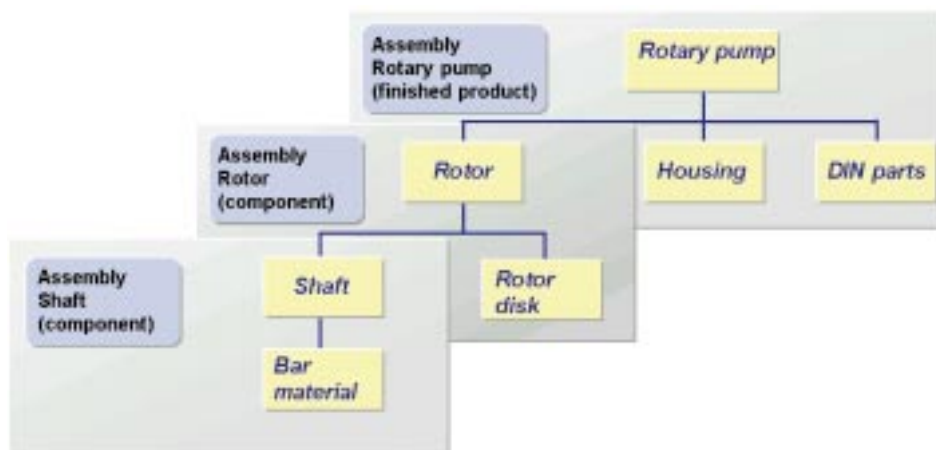 Assembly
Rotary pump
(finished product)
Rotary pump
Assembly
Rotor
(component)
Rotor
Housing
DIN parts
Assembly
Shaft
(component)
Shaft
Rotor
disk
Bar
material